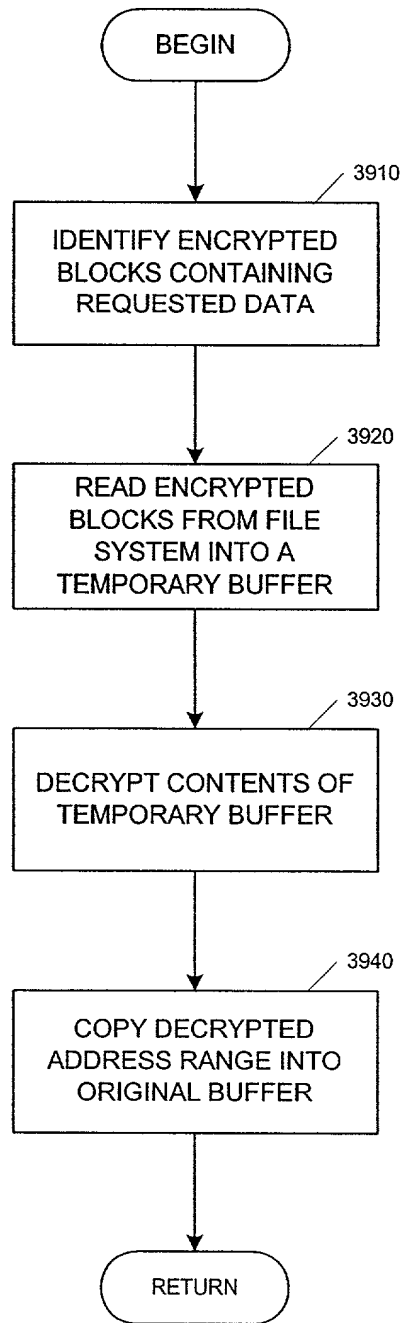 BEGIN
3910
IDENTIFY ENCRYPTED
BLOCKS CONTAINING
REQUESTED DATA
3920
READ ENCRYPTED
BLOCKS FROM FILE
SYSTEM INTO A
TEMPORARY BUFFER
3930
DECRYPT CONTENTS OF
TEMPORARY BUFFER
3940
COPY DECRYPTED
ADDRESS RANGE INTO
ORIGINAL BUFFER
RETURN